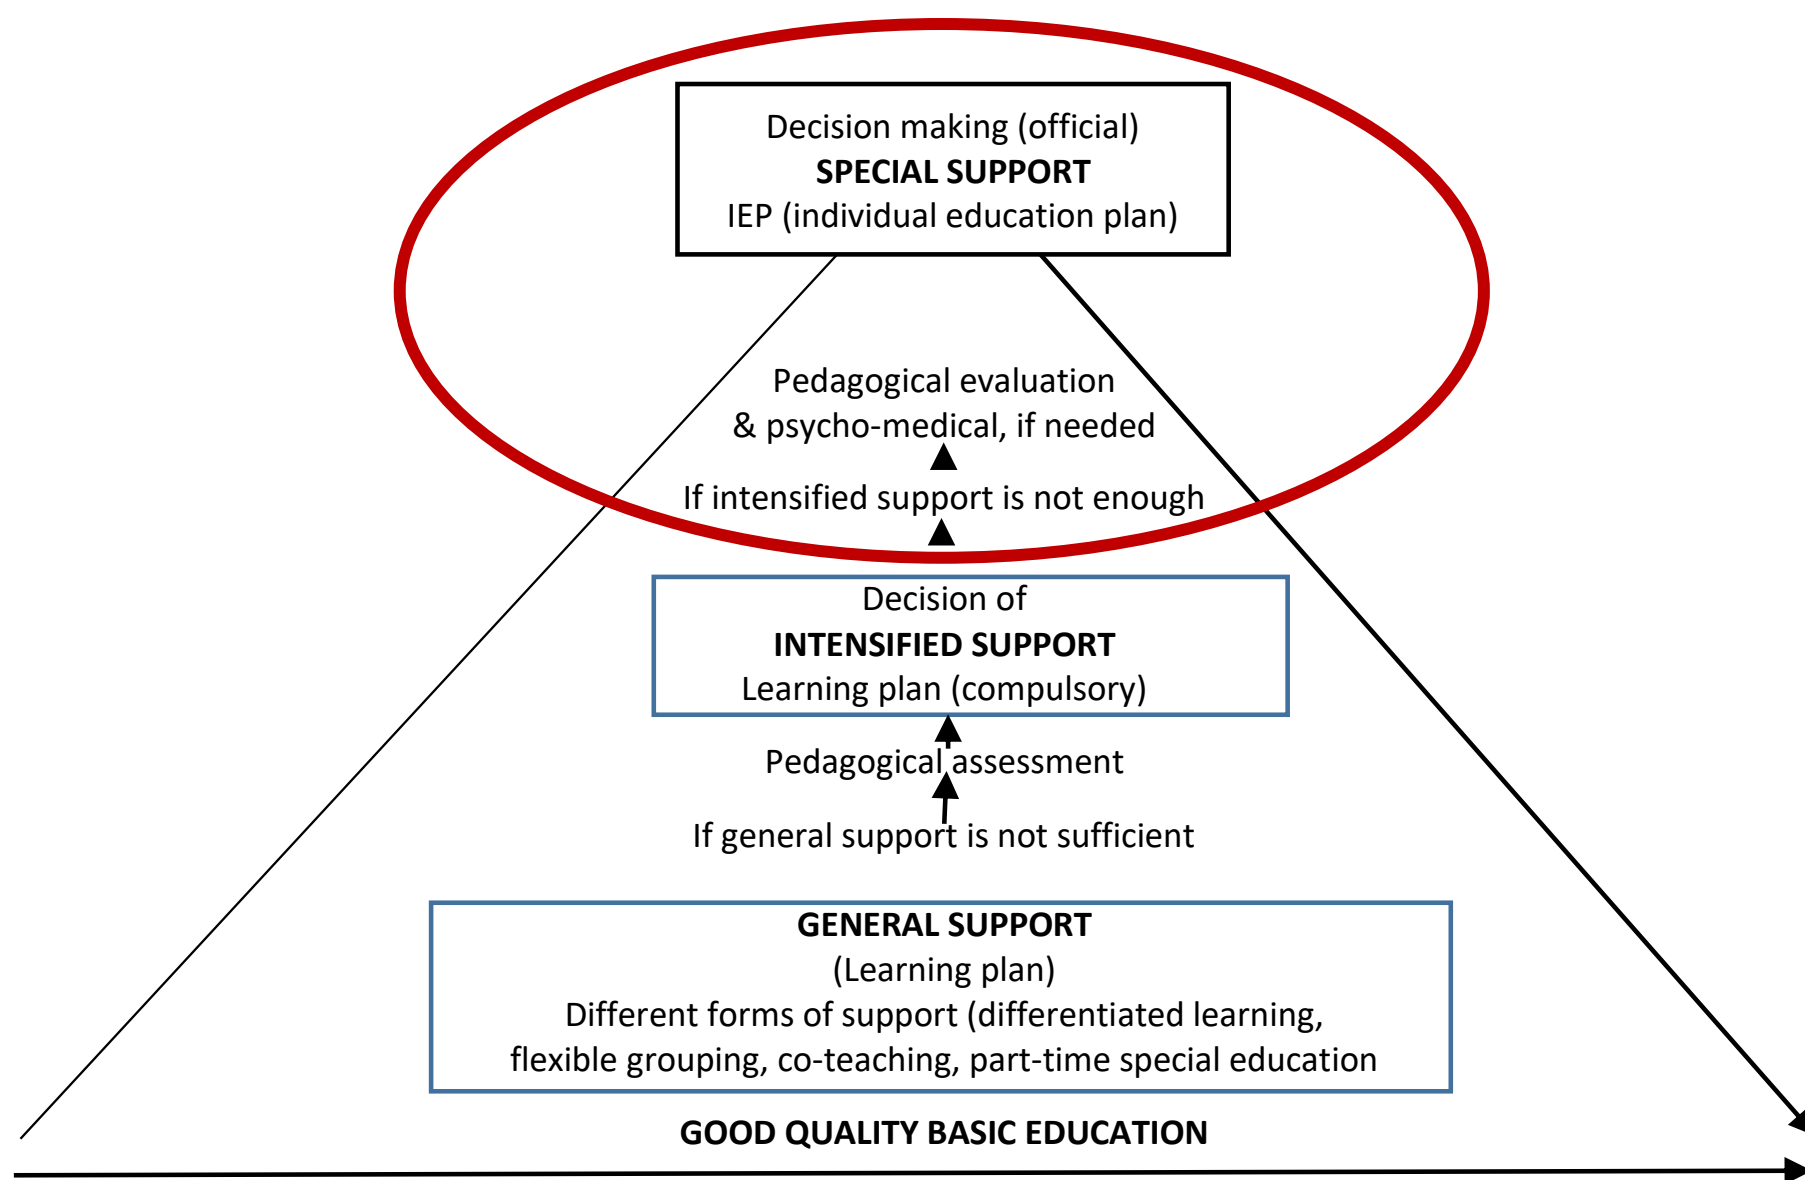 Decision making (official)
SPECIAL SUPPORT
IEP (individual education plan)
Pedagogical evaluation
& psycho-medical, if needed
If intensified support is not enough
Decision of
INTENSIFIED SUPPORT
Learning plan (compulsory)
Pedagogical assessment
If general support is not sufficient
GENERAL SUPPORT
(Learning plan)
Different forms of support (differentiated learning,
flexible grouping, co-teaching, part-time special education
GOOD QUALITY BASIC EDUCATION